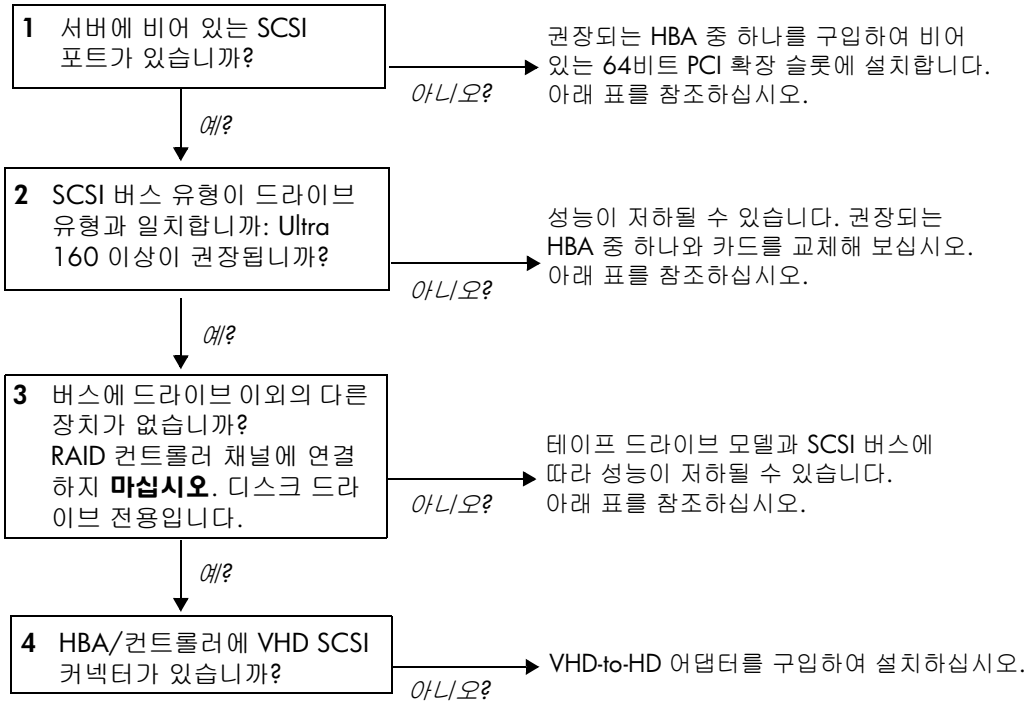 1 서버에 비어 있는 SCSI
포트가 있습니까?
아니오?
권장되는 HBA 중 하나를 구입하여 비어
있는 64비트 PCI 확장 슬롯에 설치합니다.
아래 표를 참조하십시오.
예?
2 SCSI 버스 유형이 드라이브
유형과 일치합니까: Ultra
160 이상이 권장됩니까?
아니오?
성능이 저하될 수 있습니다. 권장되는
HBA 중 하나와 카드를 교체해 보십시오.
아래 표를 참조하십시오.
예?
3 버스에 드라이브 이외의 다른
장치가 없습니까?
RAID 컨트롤러 채널에 연결
하지 마십시오. 디스크 드라
이브 전용입니다.
아니오?
테이프 드라이브 모델과 SCSI 버스에
따라 성능이 저하될 수 있습니다.
아래 표를 참조하십시오.
예?
4 HBA/컨트롤러에 VHD SCSI
커넥터가 있습니까?
아니오?
VHD-to-HD 어댑터를 구입하여 설치하십시오.